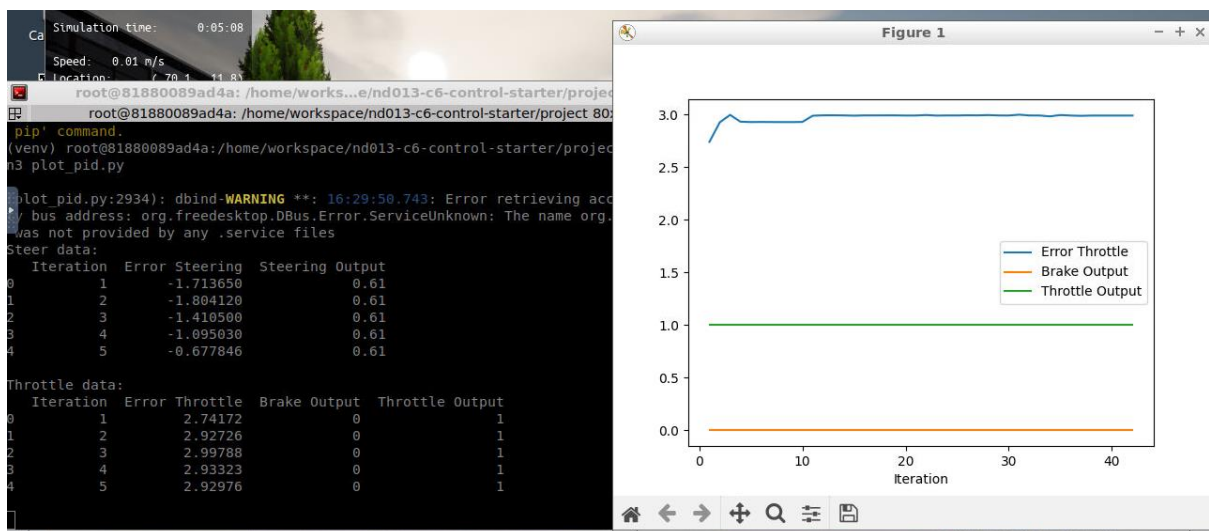 Ca
Simulation time: 0:05:08
Speed: 0.01 m/s
Location: ( 70.1, 11.8)
root@81880089ad4a: /home/works...e/nd013-c6-control-starter/projec
root@81880089ad4a: /home/workspace/nd013-c6-control-starter/project 80
pip' command.
(venv) root@81880089ad4a:/home/workspace/nd013-c6-control-starter/projec
n3 plot_pid.py
plot_pid.py:2934): dbind-WARNING **: 16:29:50.743: Error retrieving acc
y bus address: org.freedesktop.DBus.Error.ServiceUnknown: The name org.
was not provided by any .service files
Steer data:
Iteration Error Steering Steering Output
0 1 -1.713650 0.61
1 2 -1.804120 0.61
2 3 -1.410500 0.61
3 4 -1.095030 0.61
4 5 -0.677846 0.61
Throttle data:
Iteration Error Throttle Brake Output Throttle Output
0 1 2.74172 0 1
1 2 2.92726 0 1
2 3 2.99788 0 1
3 4 2.93323 0 1
4 5 2.92976 0 1
Figure 1
3.0
2.5
2.0
1.5
1.0
0.5
0.0
Error Throttle
Brake Output
Throttle Output
0 10 20 30 40
Iteration